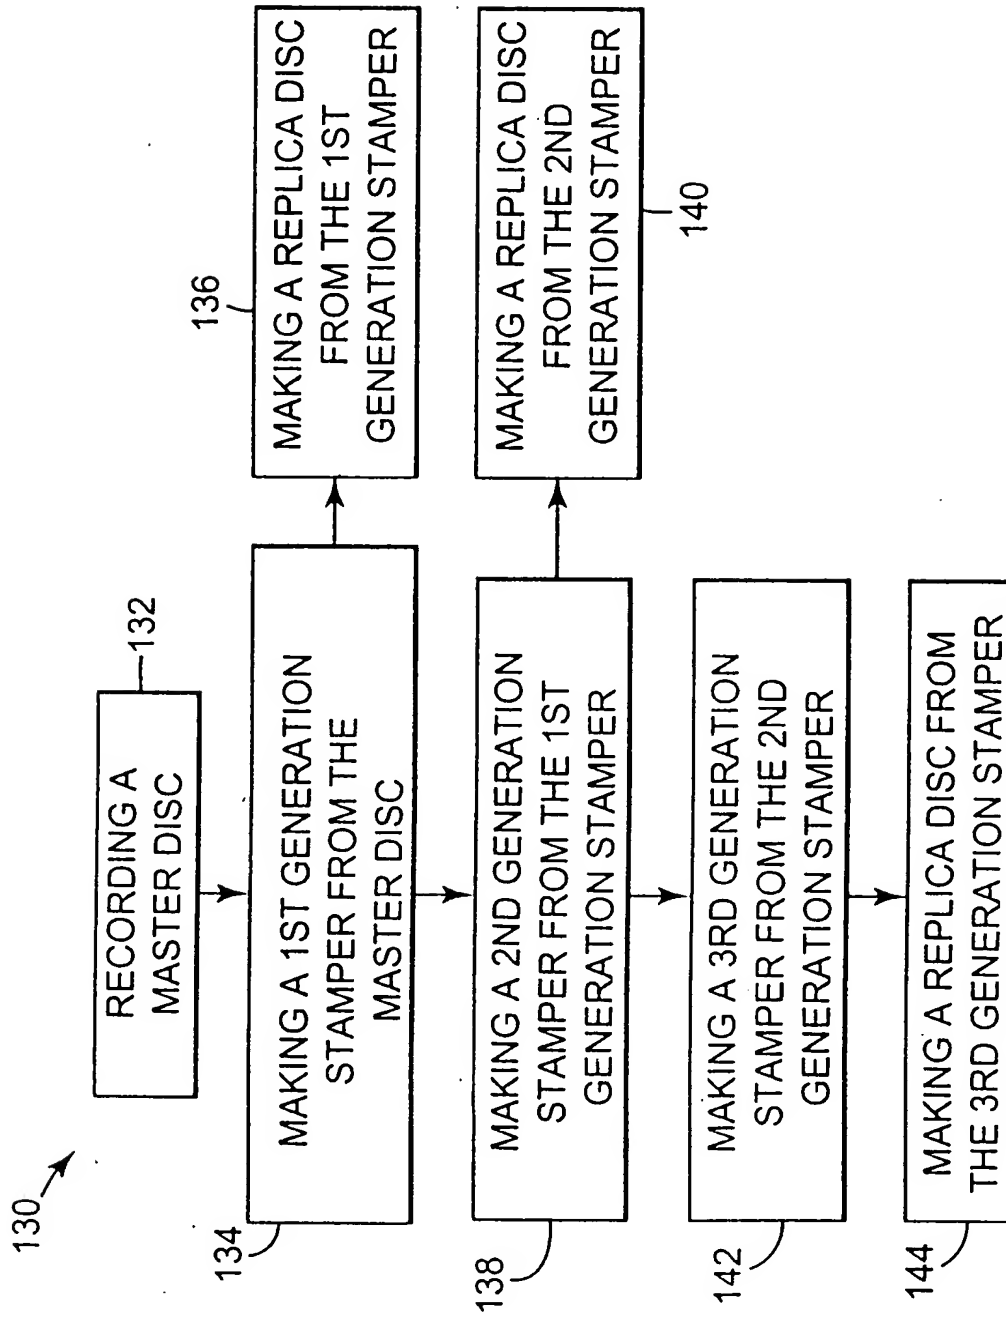 130
RECORDING A
MASTER DISC
132
134
MAKING A 1ST GENERATION
STAMPER FROM THE
MASTER DISC
136
MAKING A REPLICA DISC
FROM THE 1ST
GENERATION STAMPER
138
MAKING A 2ND GENERATION
STAMPER FROM THE 1ST
GENERATION STAMPER
MAKING A REPLICA DISC
FROM THE 2ND
GENERATION STAMPER
140
142
MAKING A 3RD GENERATION
STAMPER FROM THE 2ND
GENERATION STAMPER
144
MAKING A REPLICA DISC FROM
THE 3RD GENERATION STAMPER